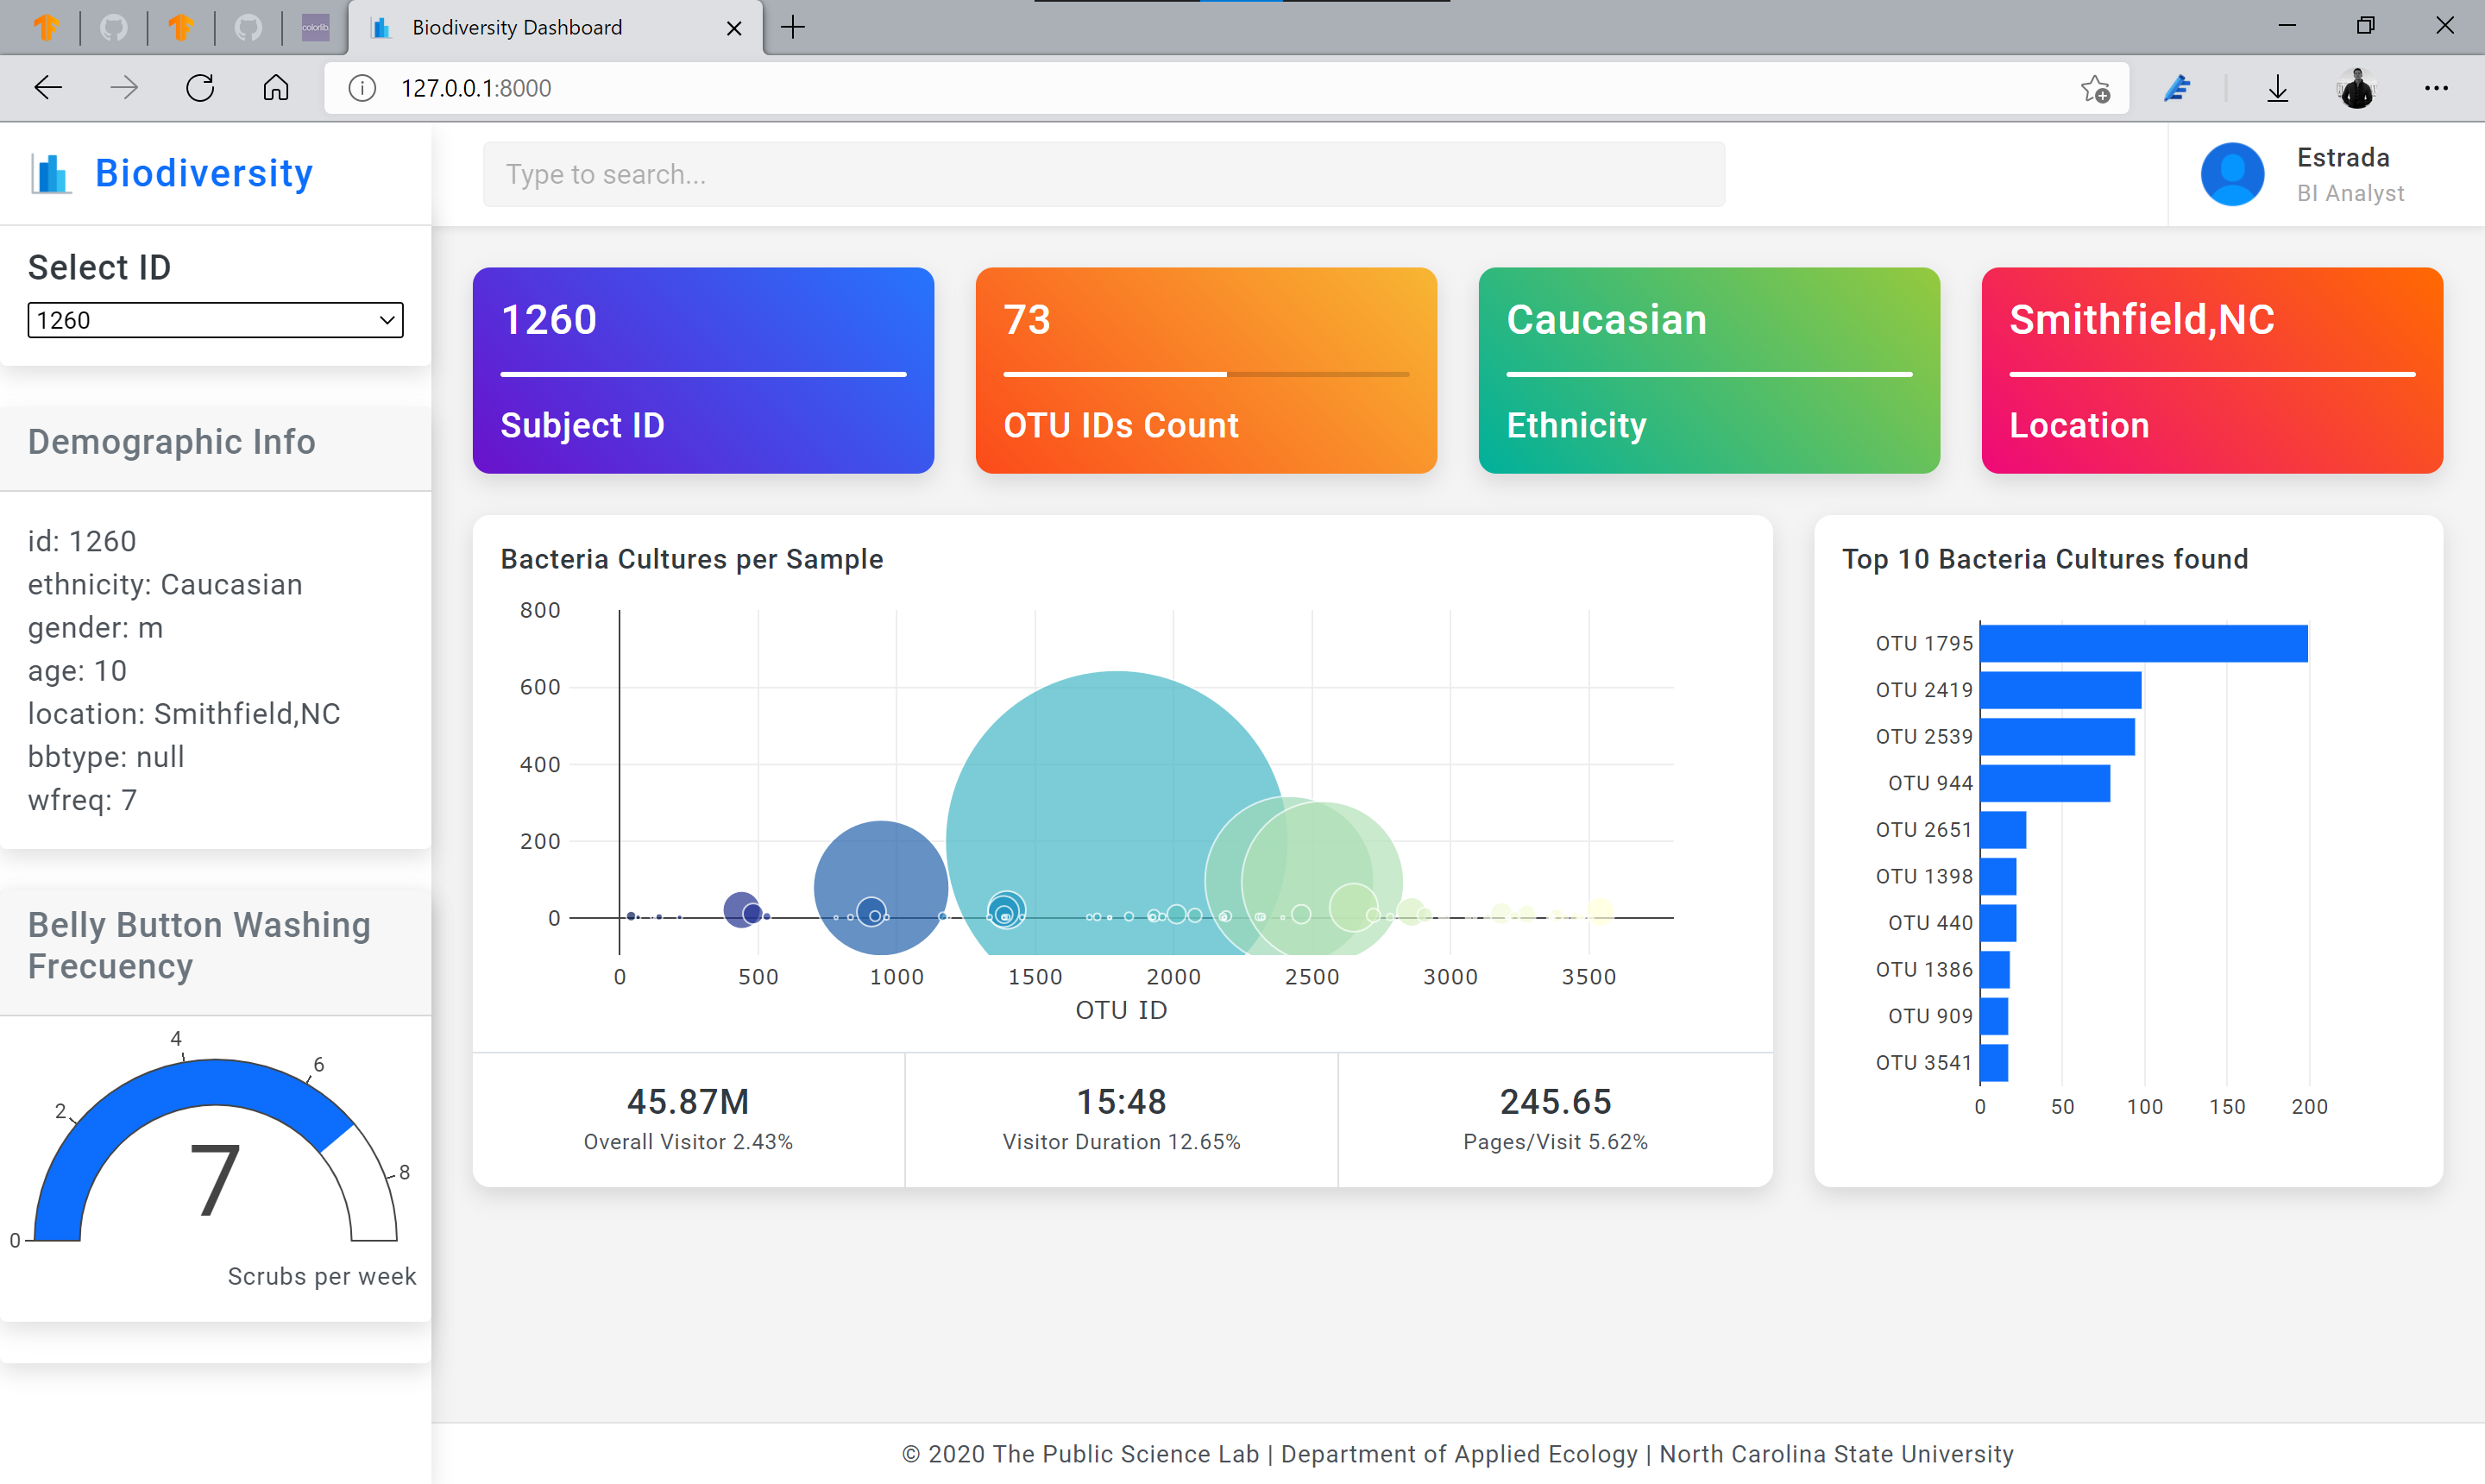 colorlib
Biodiversity Dashboard
127.0.0.1:8000
Biodiversity
Type to search...
Estrada
BI Analyst
Select ID
1260
Demographic Info
id: 1260
ethnicity: Caucasian
gender: m
age: 10
location: Smithfield,NC
bbtype: null
wfreq: 7
Belly Button Washing
Frecuency
0
2
4
6
8
7
Scrubs per week
1260
Subject ID
73
OTU IDs Count
Caucasian
Ethnicity
Smithfield,NC
Location
Bacteria Cultures per Sample
800
600
400
200
0
0 500 1000 1500 2000 2500 3000 3500
OTU ID
45.87M
Overall Visitor 2.43%
15:48
Visitor Duration 12.65%
245.65
Pages/Visit 5.62%
Top 10 Bacteria Cultures found
OTU 1795
OTU 2419
OTU 2539
OTU 944
OTU 2651
OTU 1398
OTU 440
OTU 1386
OTU 909
OTU 3541
0 50 100 150 200
© 2020 The Public Science Lab | Department of Applied Ecology | North Carolina State University